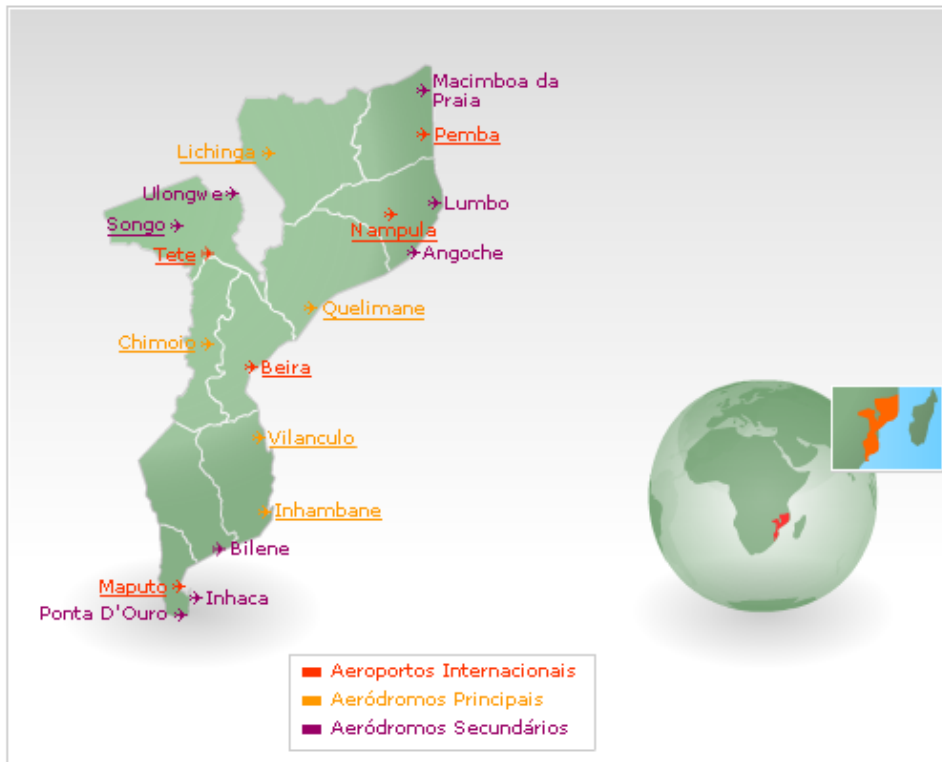 Macimboa da
Praia
Pemba
Lichinga
Ulongwe
Lumbo
Songo
Nampula
Tete
Angoche
Quelimane
Chimoio
Beira
Vilanculo
Inhambane
Bilene
Maputo
Inhaca
Ponta D'Ouro
Aeroportos Internacionais
Aeródromos Principais
Aeródromos Secundários